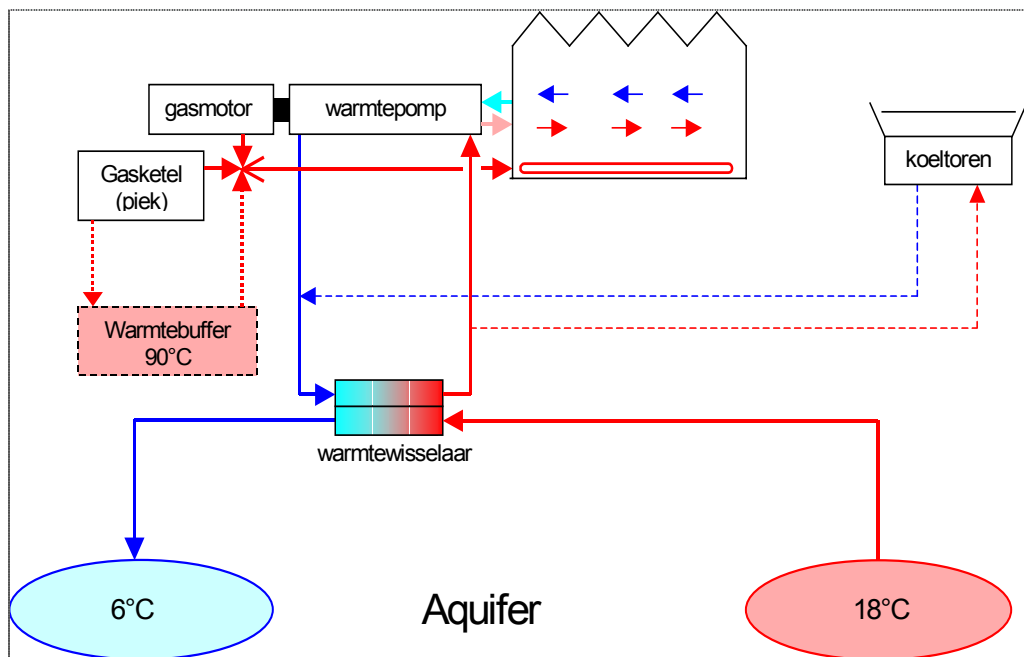 gasmotor
warmtepomp
Gasketel
(piek)
koeltoren
Warmtebuffer
90°C
warmtewisselaar
6°C
Aquifer
18°C